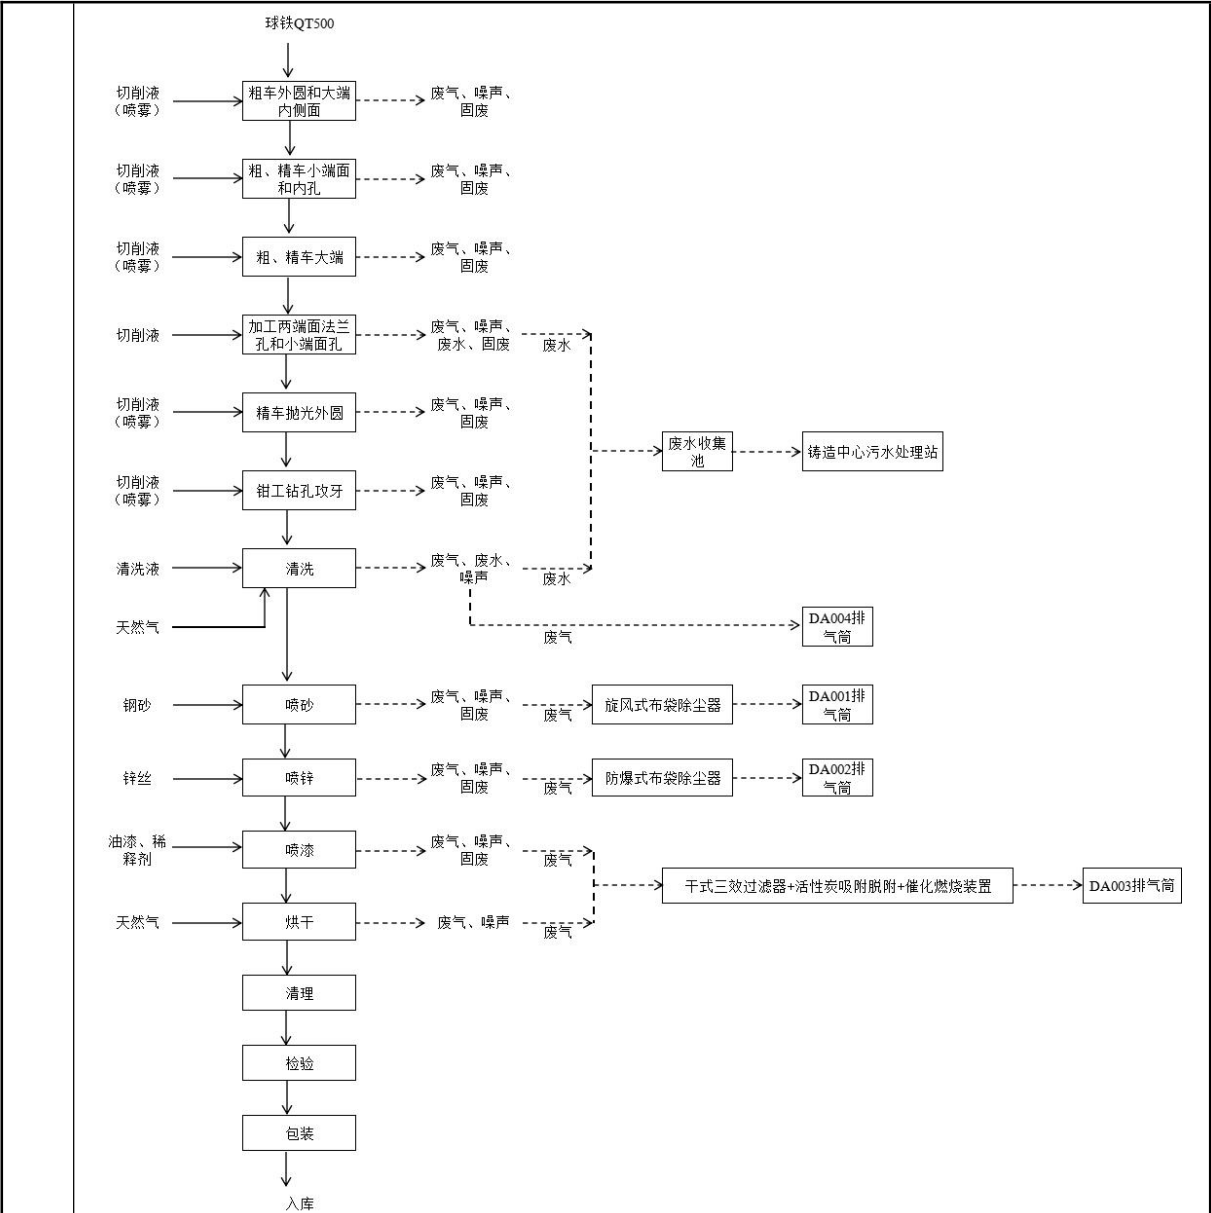 球铁QT500
切削液
（喷雾）
粗车外圆和大端
内侧面
废气、噪声、
固废
切削液
（喷雾）
粗、精车小端面
和内孔
废气、噪声、
固废
切削液
（喷雾）
粗、精车大端
废气、噪声、
固废
切削液
加工两端面法兰
孔和小端面孔
废气、噪声、
废水、固废
废水
切削液
（喷雾）
精车抛光外圆
废气、噪声、
固废
废水收集
池
铸造中心污水处理站
切削液
（喷雾）
钳工钻孔攻牙
废气、噪声、
固废
清洗液
清洗
废气、废水、
噪声
废水
天然气
废气
DA004排
气筒
钢砂
喷砂
废气、噪声、
固废
废气
旋风式布袋除尘器
DA001排
气筒
锌丝
喷锌
废气、噪声、
固废
废气
防爆式布袋除尘器
DA002排
气筒
油漆、稀
释剂
喷漆
废气、噪声、
固废
废气
干式三效过滤器+活性炭吸附脱附+催化燃烧装置
DA003排气筒
天然气
烘干
废气、噪声
废气
清理
检验
包装
入库